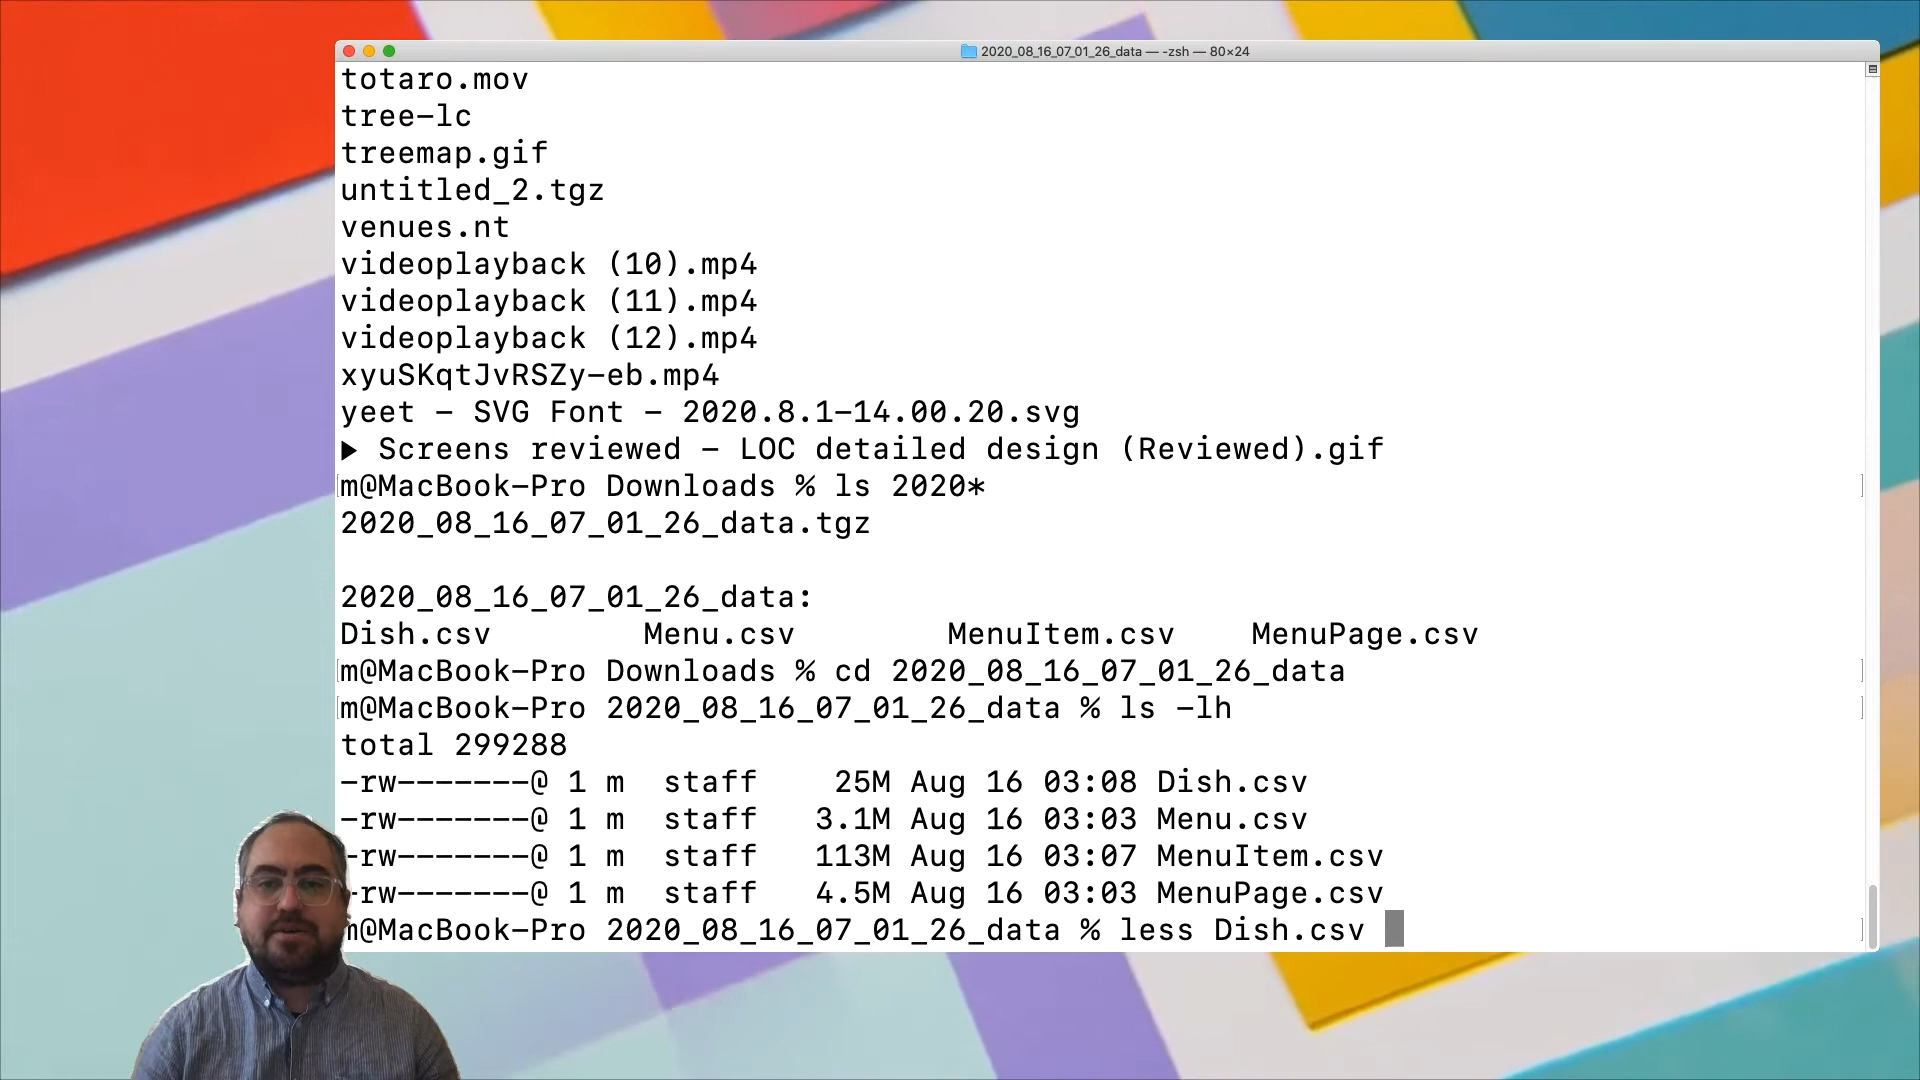 2020_08_16_07_01_26_data — -zsh — 80×24
totaro.mov
tree-lc
treemap.gif
untitled_2.tgz
venues.nt
videoplayback (10).mp4
videoplayback (11).mp4
videoplayback (12).mp4
xyuSKqtJvRSZy-eb.mp4
yeet - SVG Font - 2020.8.1-14.00.20.svg
▶ Screens reviewed - LOC detailed design (Reviewed).gif
m@MacBook-Pro Downloads % ls 2020*
2020_08_16_07_01_26_data.tgz
2020_08_16_07_01_26_data:
Dish.csv Menu.csv MenuItem.csv MenuPage.csv
m@MacBook-Pro Downloads % cd 2020_08_16_07_01_26_data
m@MacBook-Pro 2020_08_16_07_01_26_data % ls -lh
total 299288
-rw-------@ 1 m staff 25M Aug 16 03:08 Dish.csv
-rw-------@ 1 m staff 3.1M Aug 16 03:03 Menu.csv
-rw-------@ 1 m staff 113M Aug 16 03:07 MenuItem.csv
-rw-------@ 1 m staff 4.5M Aug 16 03:03 MenuPage.csv
m@MacBook-Pro 2020_08_16_07_01_26_data % less Dish.csv